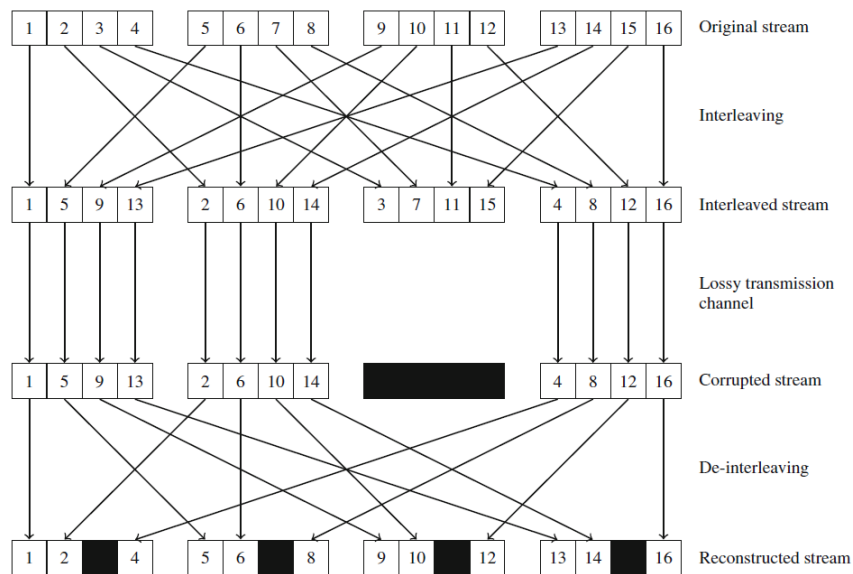 1 2 3 4 5 6 7 8 9 10 11 12 13 14 15 16 Original stream
Interleaving
1 5 9 13 2 6 10 14 3 7 11 15 4 8 12 16 Interleaved stream
Lossy transmission
channel
1 5 9 13 2 6 10 14 4 8 12 16 Corrupted stream
De-interleaving
1 2 4 5 6 8 9 10 12 13 14 16 Reconstructed stream